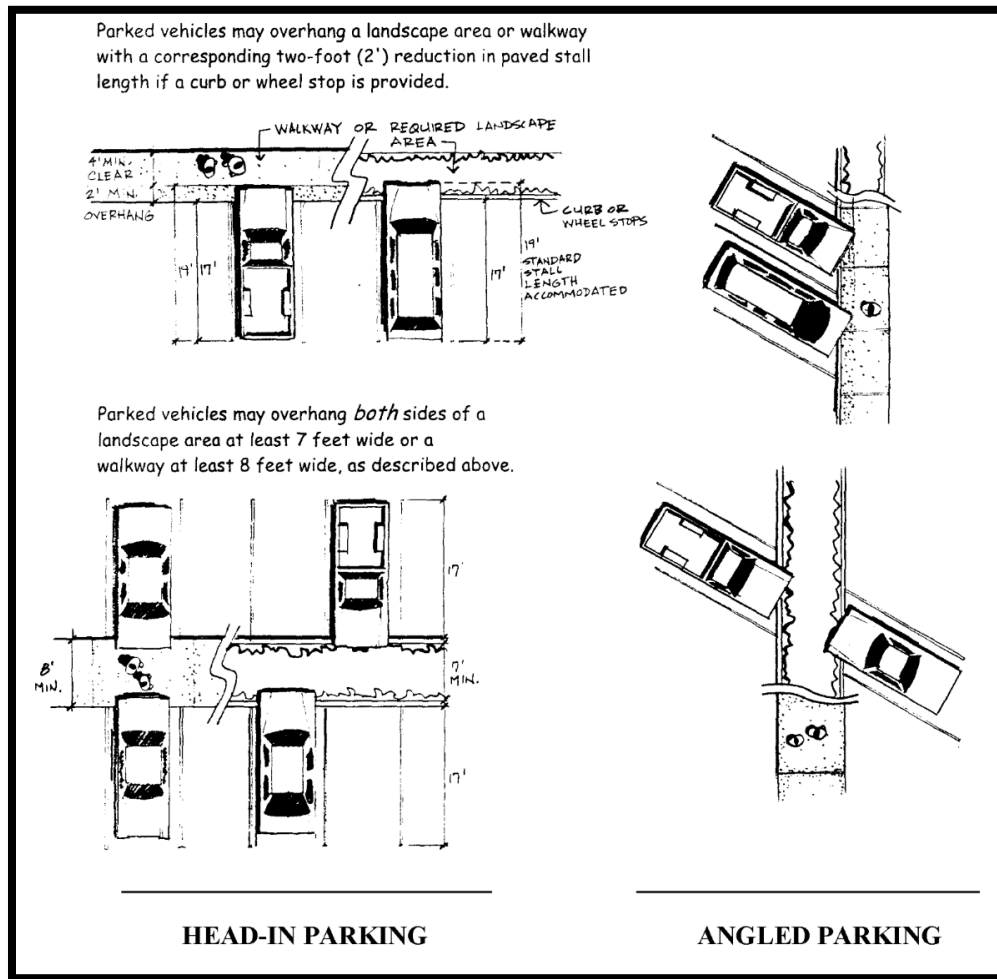 Parked vehicles may overhang a landscape area or walkway
with a corresponding two-foot (2') reduction in paved stall
length if a curb or wheel stop is provided.
WALKWAY OR REQUIRED LANDSCAPE
AREA
4' MIN.
CLEAR
2' MIN.
OVERHANG
CURB OR
WHEEL STOPS
19'
17'
17'
19'
STANDARD
STALL
LENGTH
ACCOMMODATED
Parked vehicles may overhang both sides of a
landscape area at least 7 feet wide or a
walkway at least 8 feet wide, as described above.
17'
8'
MIN.
7'
MIN.
17'
HEAD-IN PARKING
ANGLED PARKING